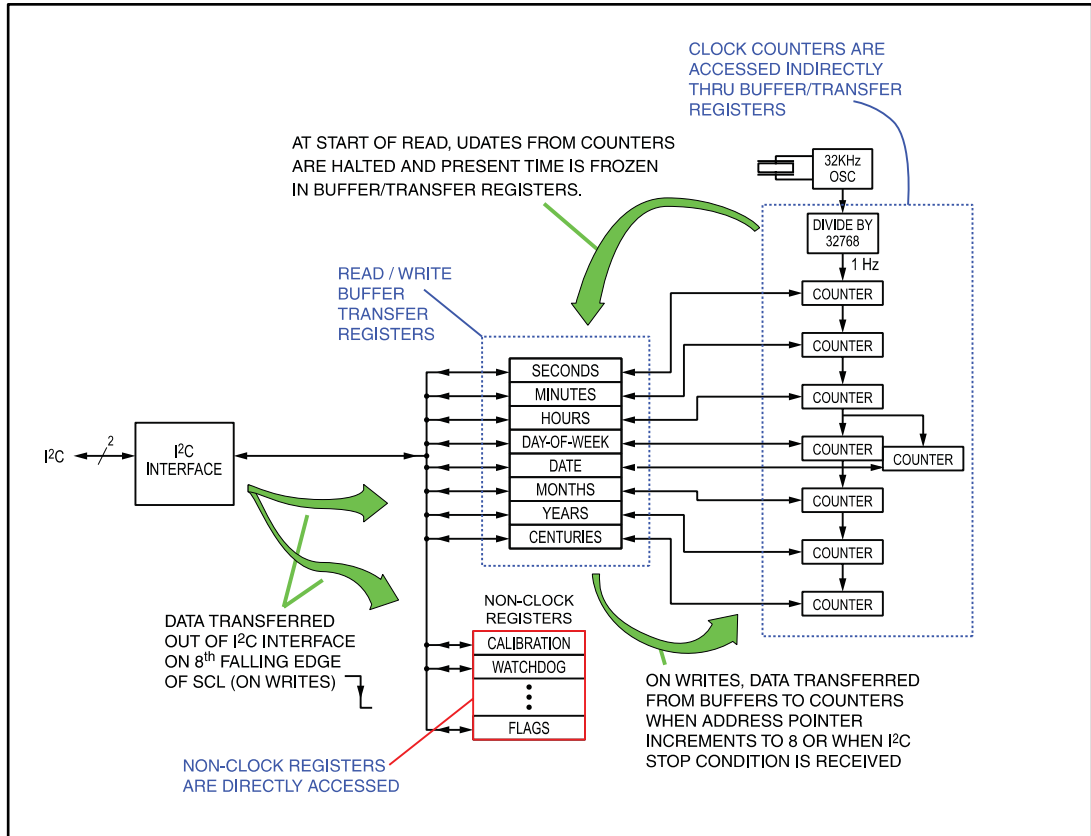 CLOCK COUNTERS ARE
ACCESSED INDIRECTLY
THRU BUFFER/TRANSFER
REGISTERS
AT START OF READ, UDATES FROM COUNTERS
ARE HALTED AND PRESENT TIME IS FROZEN
IN BUFFER/TRANSFER REGISTERS.
32KHz
OSC
DIVIDE BY
32768
1 Hz
READ / WRITE
BUFFER
TRANSFER
REGISTERS
COUNTER
COUNTER
COUNTER
COUNTER
COUNTER
COUNTER
COUNTER
COUNTER
SECONDS
MINUTES
HOURS
DAY-OF-WEEK
DATE
MONTHS
YEARS
CENTURIES
I²C
2
I²C
INTERFACE
DATA TRANSFERRED
OUT OF I²C INTERFACE
ON 8th FALLING EDGE
OF SCL (ON WRITES)
NON-CLOCK
REGISTERS
CALIBRATION
WATCHDOG
FLAGS
ON WRITES, DATA TRANSFERRED
FROM BUFFERS TO COUNTERS
WHEN ADDRESS POINTER
INCREMENTS TO 8 OR WHEN I²C
STOP CONDITION IS RECEIVED
NON-CLOCK REGISTERS
ARE DIRECTLY ACCESSED